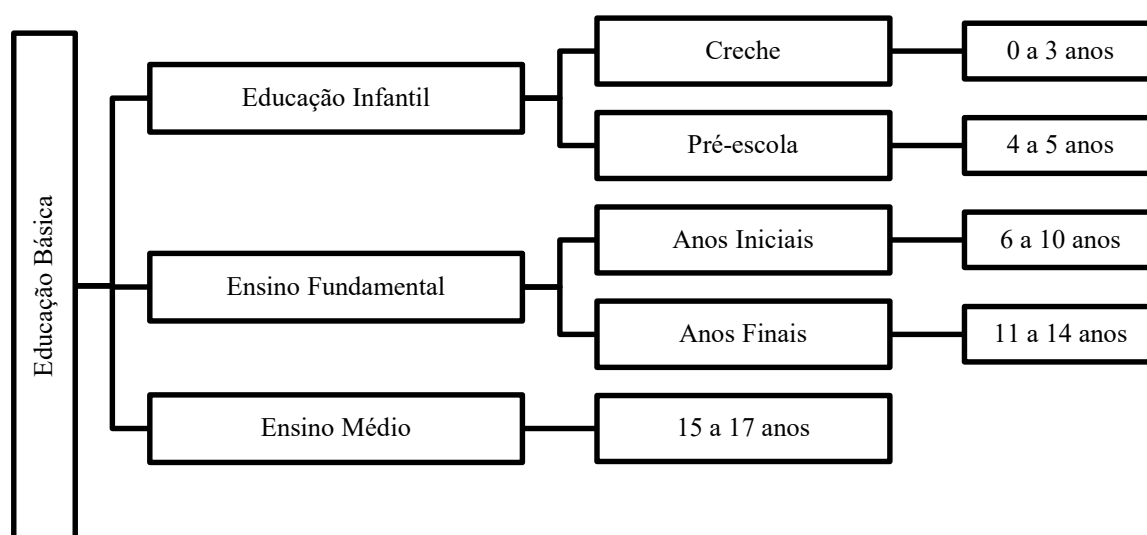 Educação Básica
Educação Infantil
Creche
0 a 3 anos
Pré-escola
4 a 5 anos
Ensino Fundamental
Anos Iniciais
6 a 10 anos
Anos Finais
11 a 14 anos
Ensino Médio
15 a 17 anos